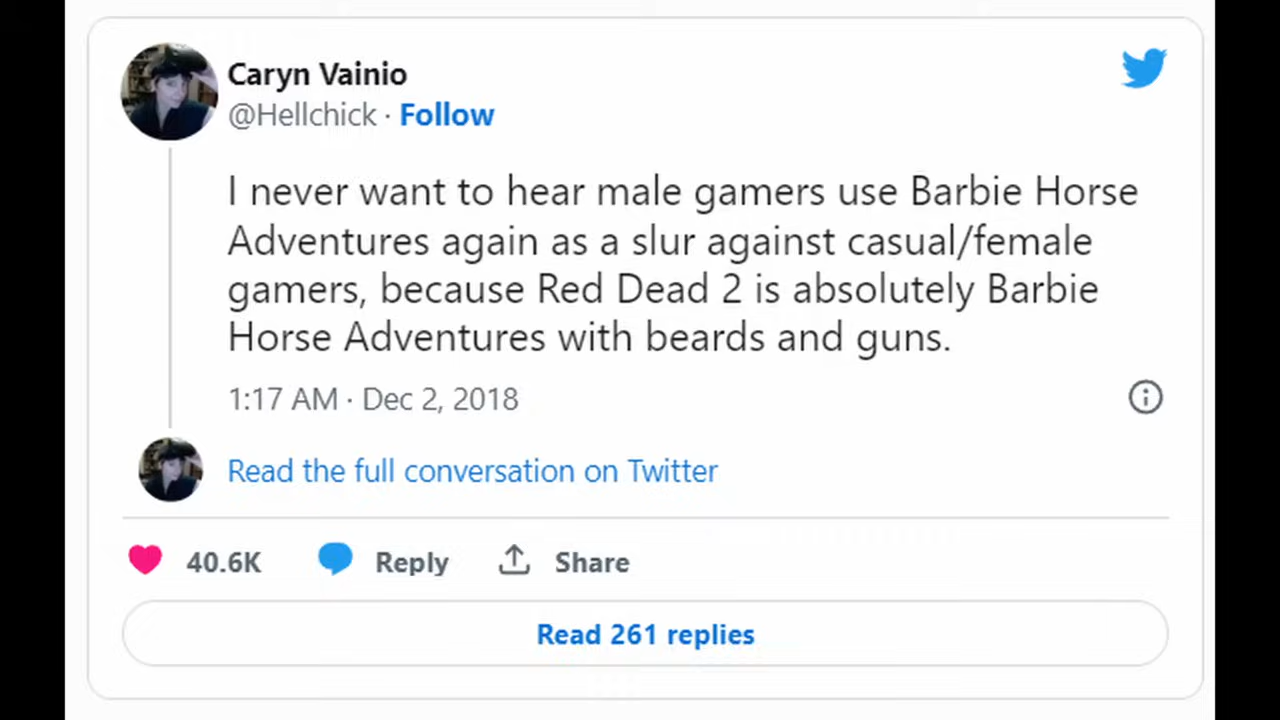 Caryn Vainio
@Hellchick · Follow
I never want to hear male gamers use Barbie Horse
Adventures again as a slur against casual/female
gamers, because Red Dead 2 is absolutely Barbie
Horse Adventures with beards and guns.
1:17 AM · Dec 2, 2018
Read the full conversation on Twitter
40.6K Reply Share
Read 261 replies